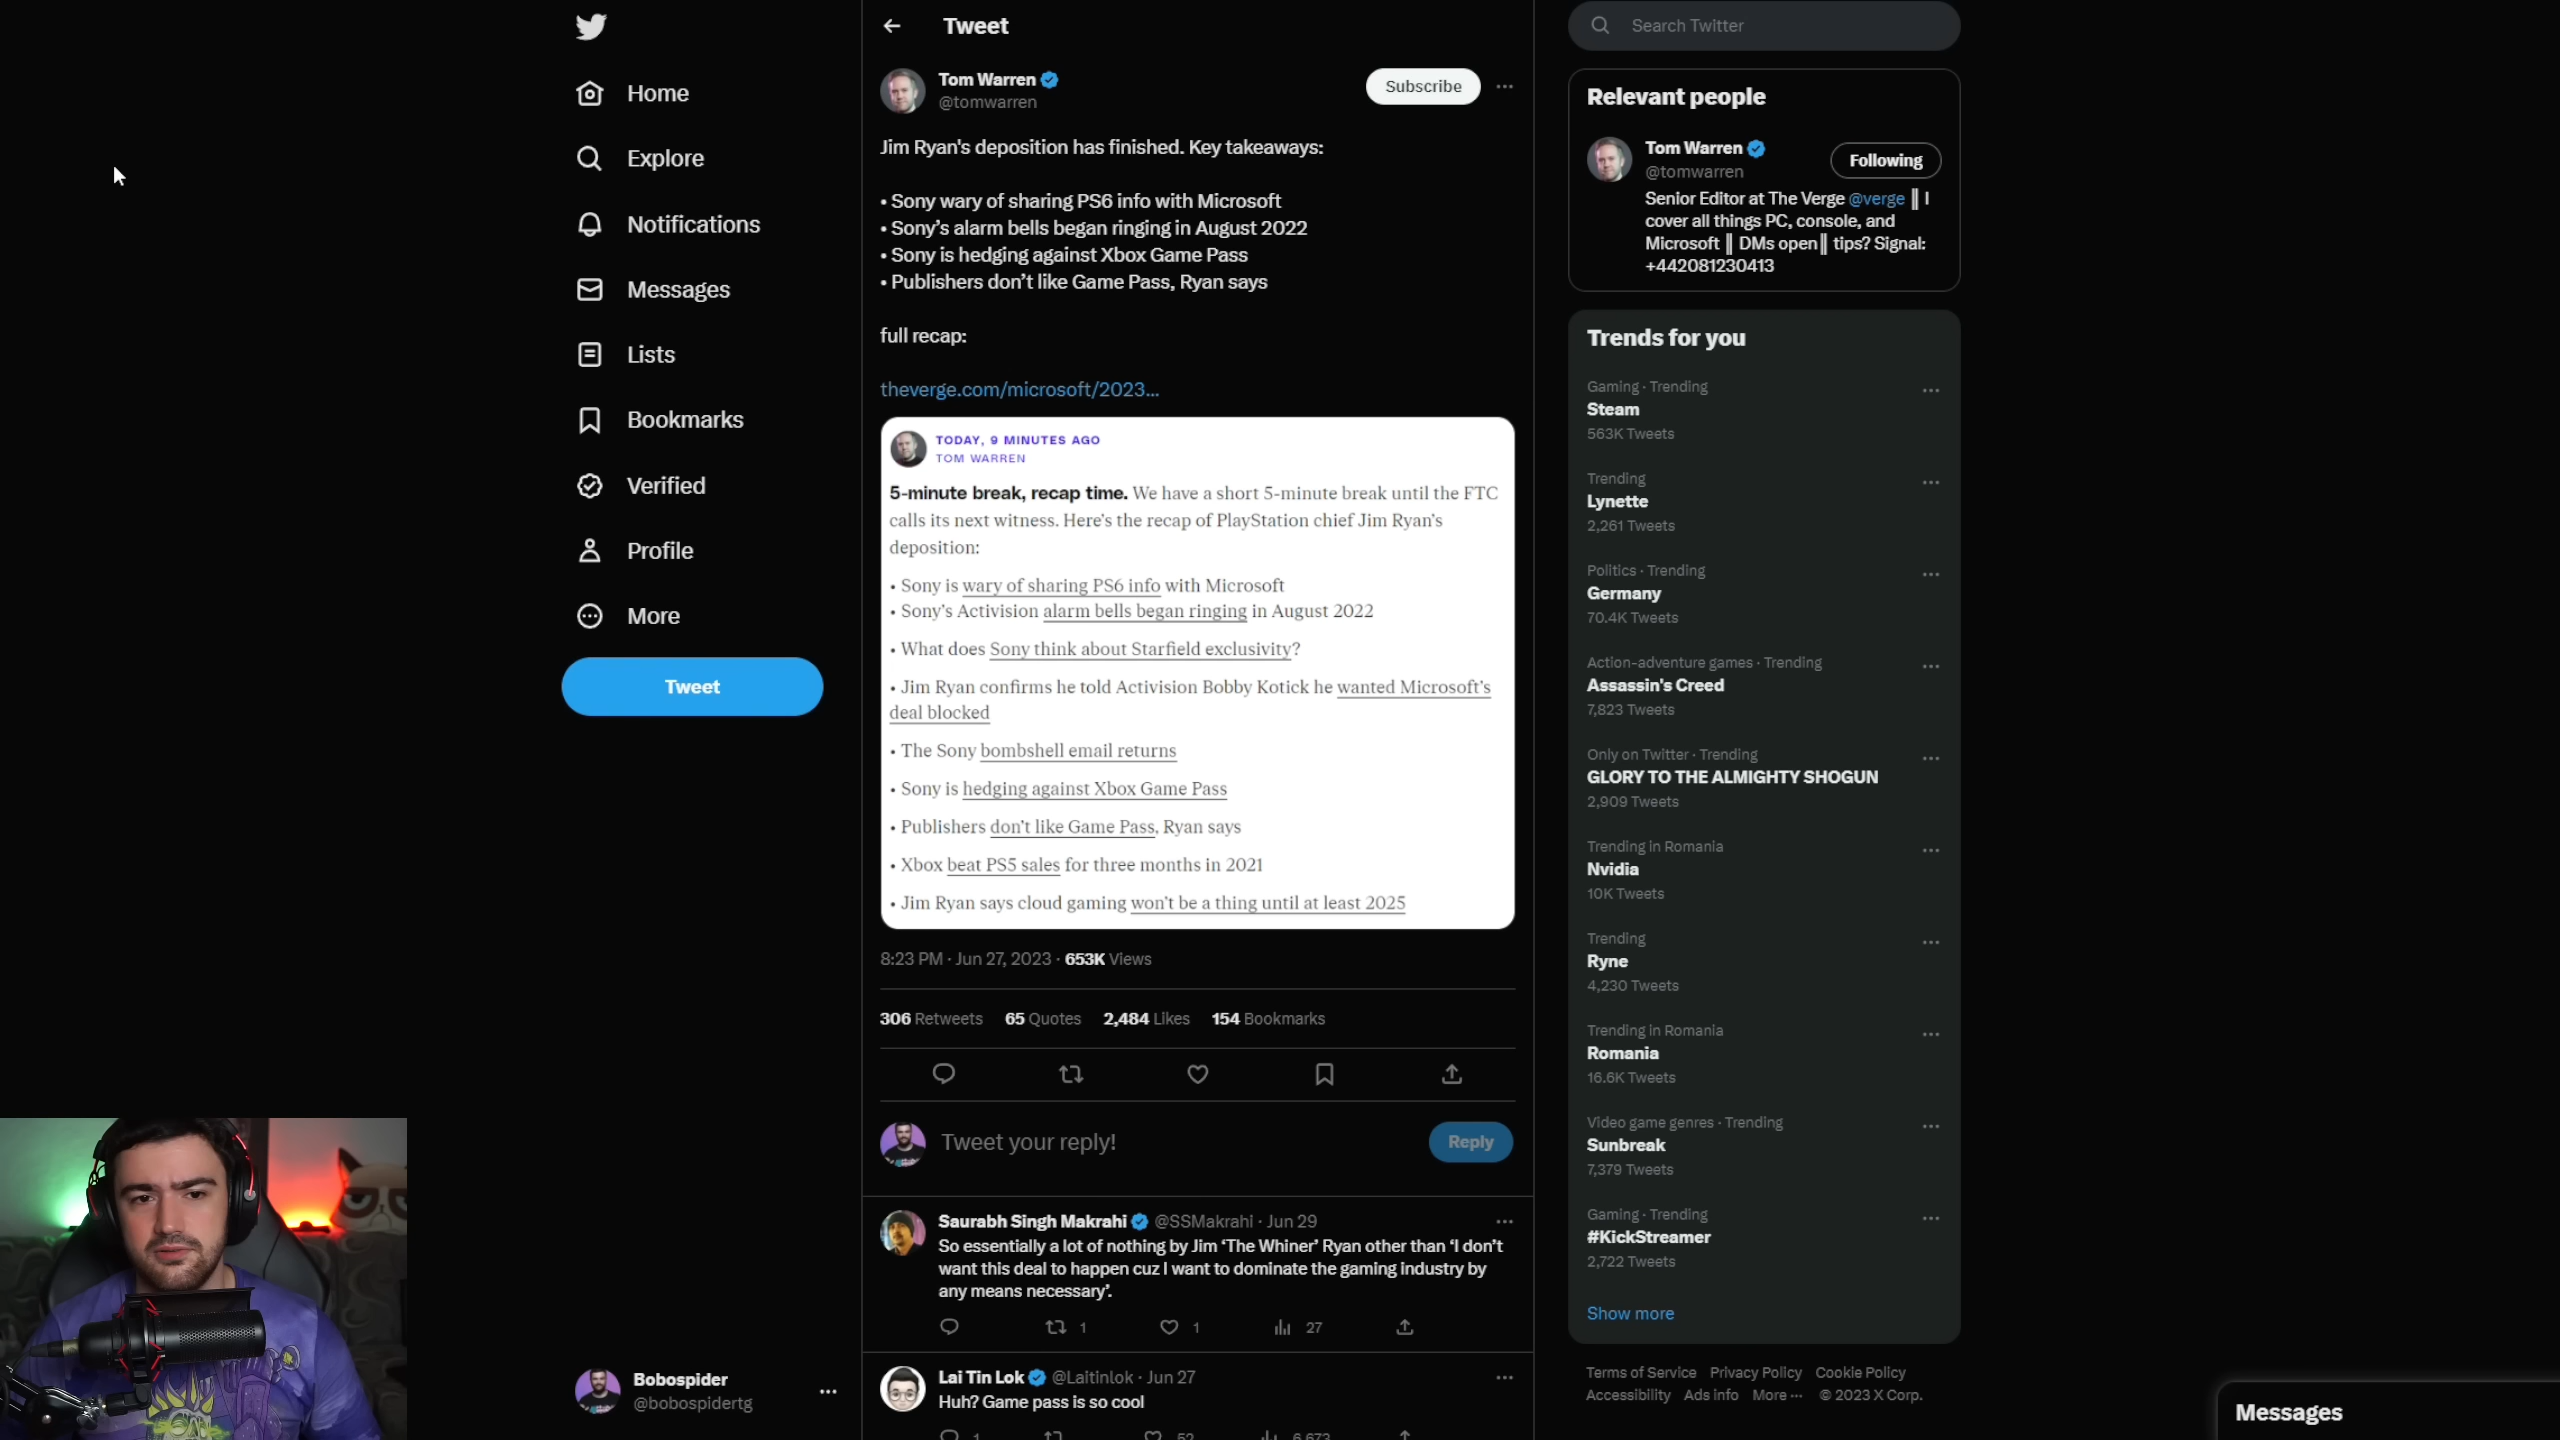 Home
Explore
Notifications
Messages
Lists
Bookmarks
Verified
Profile
More
Tweet
Bobospider
@bobospidertg
Tweet
Tom Warren
@tomwarren
Subscribe
Jim Ryan's deposition has finished. Key takeaways:
• Sony wary of sharing PS6 info with Microsoft
• Sony’s alarm bells began ringing in August 2022
• Sony is hedging against Xbox Game Pass
• Publishers don’t like Game Pass, Ryan says
full recap:
theverge.com/microsoft/2023...
TODAY, 9 MINUTES AGO
TOM WARREN
5-minute break, recap time. We have a short 5-minute break until the FTC
calls its next witness. Here’s the recap of PlayStation chief Jim Ryan’s
deposition:
• Sony is wary of sharing PS6 info with Microsoft
• Sony’s Activision alarm bells began ringing in August 2022
• What does Sony think about Starfield exclusivity?
• Jim Ryan confirms he told Activision Bobby Kotick he wanted Microsoft’s
deal blocked
• The Sony bombshell email returns
• Sony is hedging against Xbox Game Pass
• Publishers don’t like Game Pass, Ryan says
• Xbox beat PS5 sales for three months in 2021
• Jim Ryan says cloud gaming won’t be a thing until at least 2025
8:23 PM · Jun 27, 2023 · 653K Views
306 Retweets 65 Quotes 2,484 Likes 154 Bookmarks
Tweet your reply!
Reply
Saurabh Singh Makrahi @SSMakrahi · Jun 29
So essentially a lot of nothing by Jim ‘The Whiner’ Ryan other than ‘I don’t
want this deal to happen cuz I want to dominate the gaming industry by
any means necessary’.
1 1 27
Lai Tin Lok @Laitinlok · Jun 27
Huh? Game pass is so cool
1 52 6,673
Search Twitter
Relevant people
Tom Warren
@tomwarren
Following
Senior Editor at The Verge @verge || I
cover all things PC, console, and
Microsoft || DMs open|| tips? Signal:
+442081230413
Trends for you
Gaming · Trending
Steam
563K Tweets
Trending
Lynette
2,261 Tweets
Politics · Trending
Germany
70.4K Tweets
Action-adventure games · Trending
Assassin's Creed
7,823 Tweets
Only on Twitter · Trending
GLORY TO THE ALMIGHTY SHOGUN
2,909 Tweets
Trending in Romania
Nvidia
10K Tweets
Trending
Ryne
4,230 Tweets
Trending in Romania
Romania
16.6K Tweets
Video game genres · Trending
Sunbreak
7,379 Tweets
Gaming · Trending
#KickStreamer
2,722 Tweets
Show more
Terms of Service Privacy Policy Cookie Policy
Accessibility Ads info More ··· © 2023 X Corp.
Messages